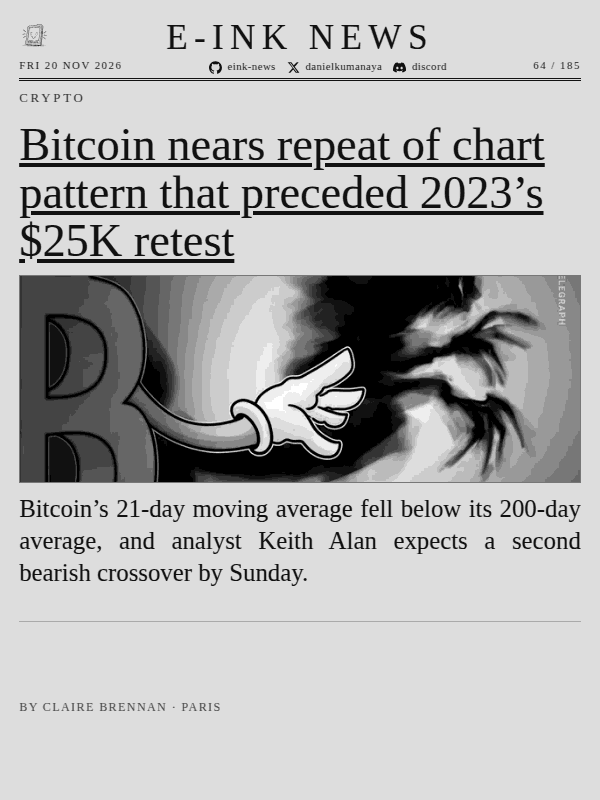 E-INK NEWS
FRI 20 NOV 2026
eink-news
danielkumanaya
discord
64 / 185
CRYPTO
Bitcoin nears repeat of chart
pattern that preceded 2023’s
$25K retest
ELEGRAPH
Bitcoin’s 21-day moving average fell below its 200-day
average, and analyst Keith Alan expects a second
bearish crossover by Sunday.
BY CLAIRE BRENNAN · PARIS